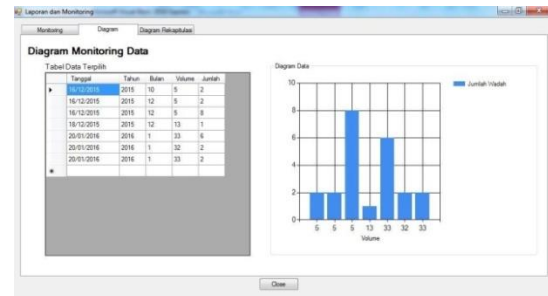 Laporan dan Monitoring
Monitoring Diagram Diagram Rekapitulasi
Diagram Monitoring Data
Tabel Data Terpilih
Tanggal Tahun Bulan Volume Jumlah
16/12/2015 2015 10 5 2
16/12/2015 2015 12 5 2
16/12/2015 2015 12 5 8
16/12/2015 2015 12 13 1
20/01/2016 2016 1 33 6
20/01/2016 2016 1 32 2
20/01/2016 2016 1 33 2
Diagram Data
10
8
6
4
2
0
5 5 5 13 33 32 33
Volume
Jumlah Wadah
Close